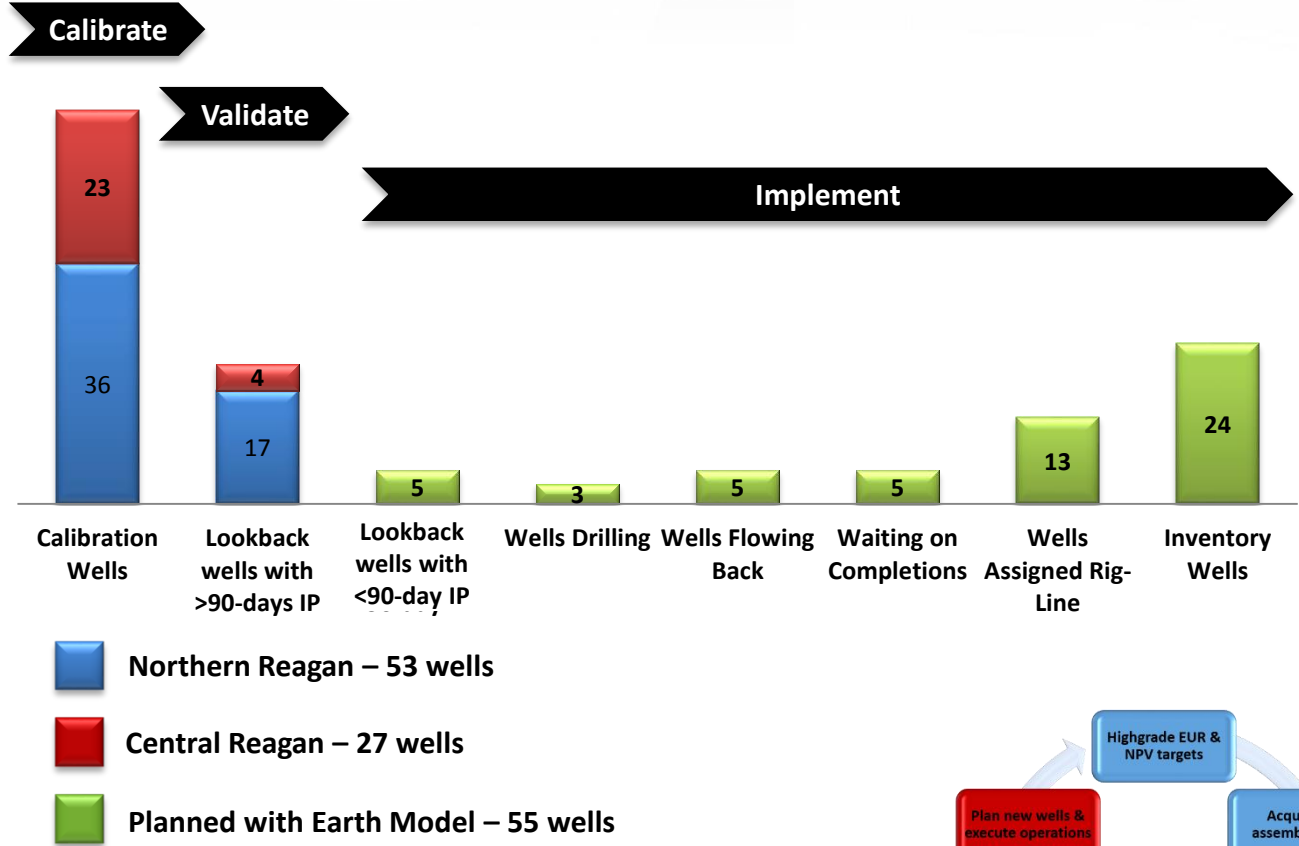 Calibrate
Validate
Implement
23
36
4
17
5
3
5
5
13
24
Calibration
Wells
Lookback
wells with
>90-days IP
Lookback
wells with
<90-day IP
Wells Drilling
Wells Flowing
Back
Waiting on
Completions
Wells
Assigned Rig-
Line
Inventory
Wells
Northern Reagan – 53 wells
Central Reagan – 27 wells
Planned with Earth Model – 55 wells
Highgrade EUR &
NPV targets
Plan new wells &
execute operations